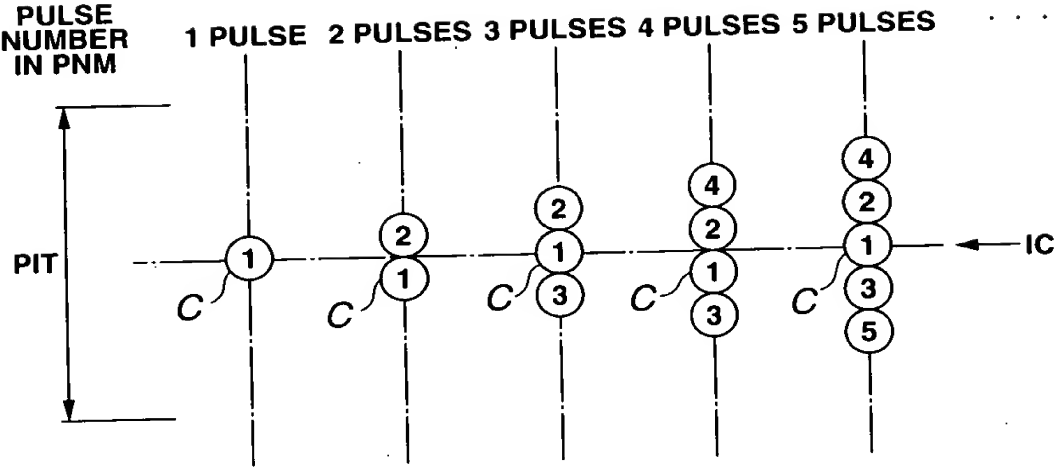 PULSE
NUMBER
IN PNM
1 PULSE 2 PULSES 3 PULSES 4 PULSES 5 PULSES . . .
4
4
2
2
2
2
1
1
1
1
1
3
3
3
5
PIT
IC
C
C
C
C
C